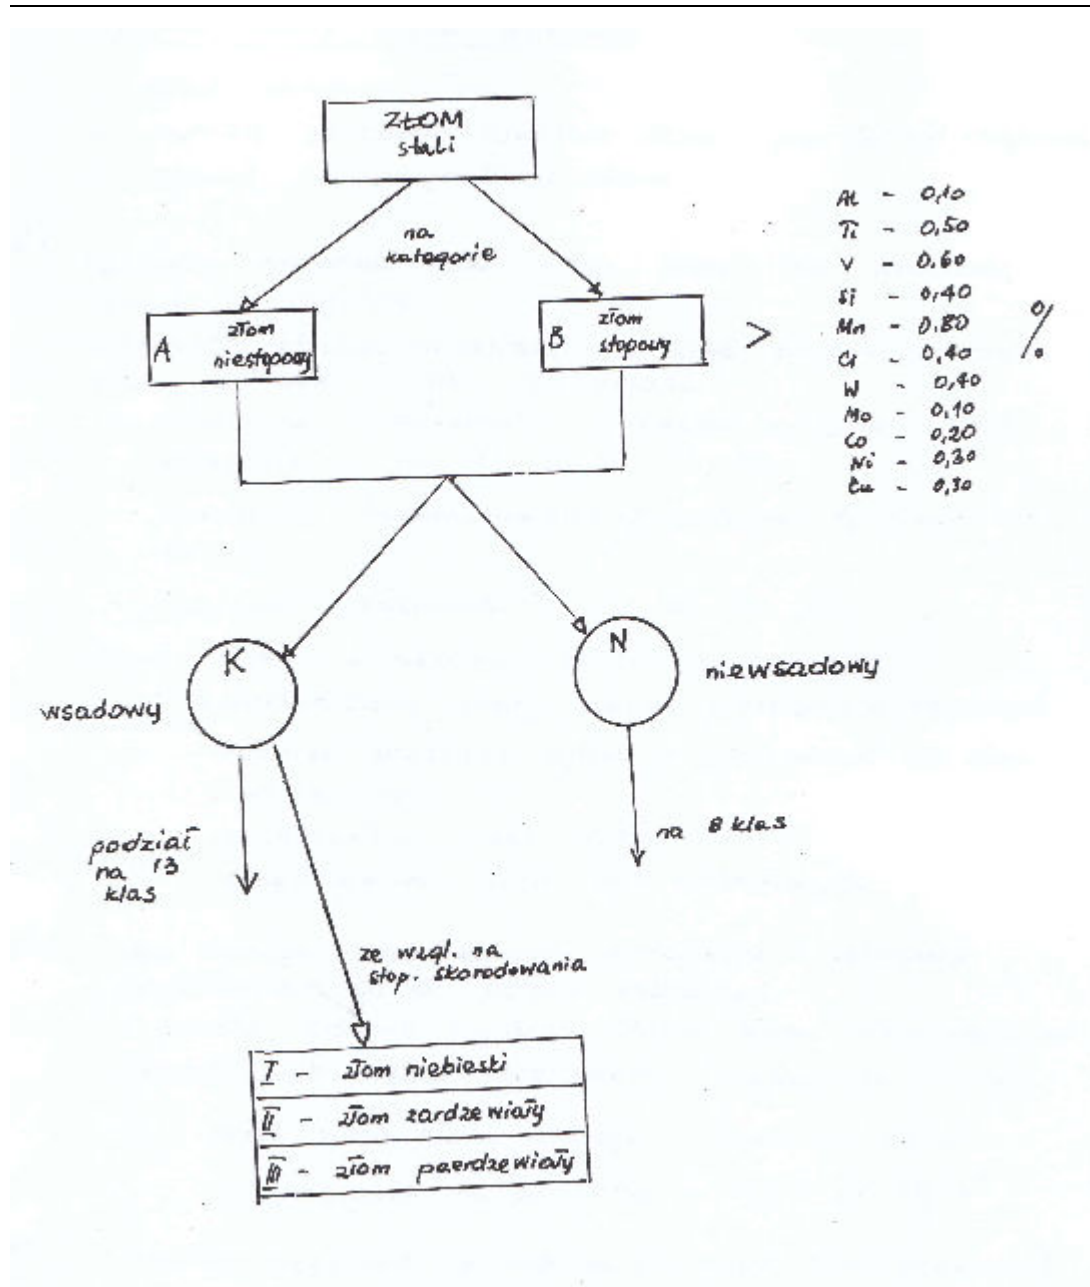 ZŁOM
stali
na
kategorie
A złom
niestopowy
B złom
stopowy
>
Al - 0,10
Ti - 0,50
V - 0,60
Si - 0,40
Mn - 0,80
Cr - 0,40
W - 0,40
Mo - 0,10
Co - 0,20
Ni - 0,30
Cu - 0,30
%
K
wsadowy
N
niewsadowy
podział
na 13
klas
na 8 klas
ze wzgl. na
stop. skorodowania
I - złom niebieski
II - złom zardzewiały
III - złom